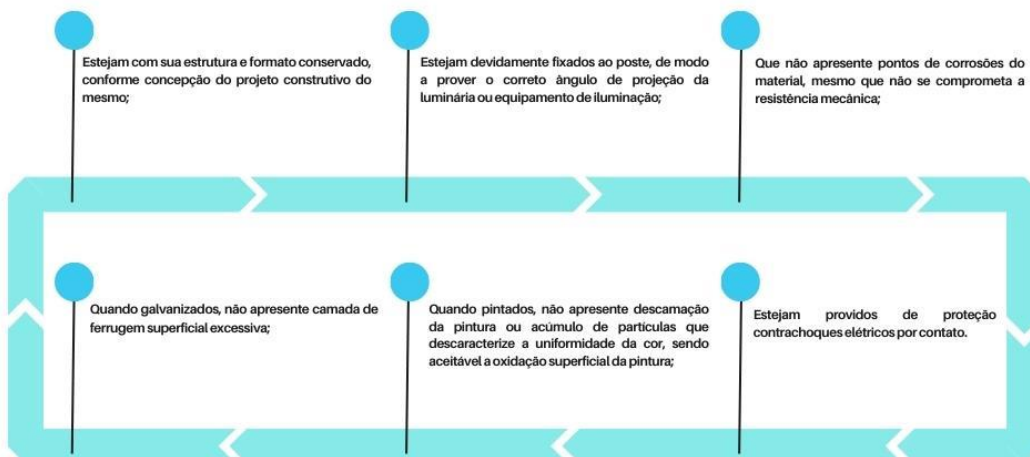 Estejam com sua estrutura e formato conservado,
conforme concepção do projeto construtivo do
mesmo;
Estejam devidamente fixados ao poste, de modo
a prover o correto ângulo de projeção da
luminária ou equipamento de iluminação;
Que não apresente pontos de corrosões do
material, mesmo que não se comprometa a
resistência mecânica;
Quando galvanizados, não apresente camada de
ferrugem superficial excessiva;
Quando pintados, não apresente descamação
da pintura ou acúmulo de partículas que
descaracterize a uniformidade da cor, sendo
aceitável a oxidação superficial da pintura;
Estejam providos de proteção
contrachoques elétricos por contato.